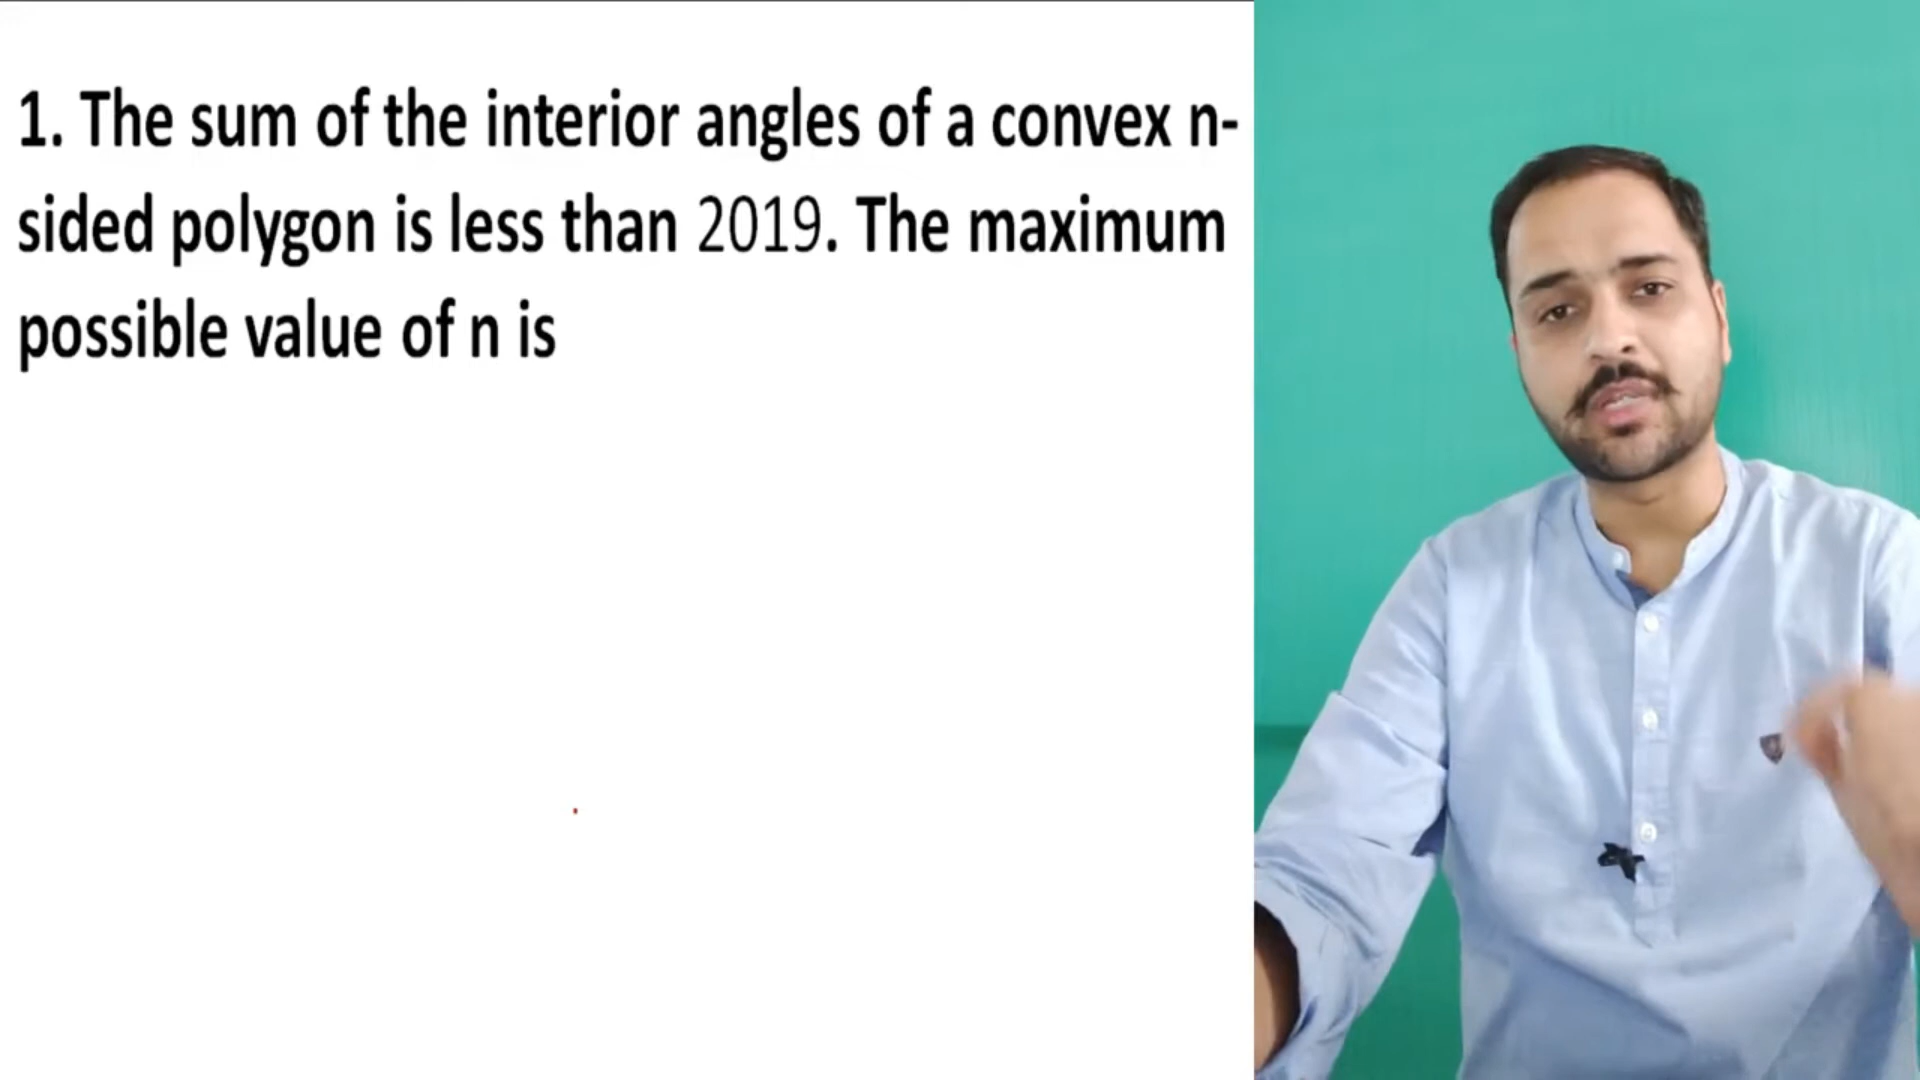 1. The sum of the interior angles of a convex n-
sided polygon is less than 2019. The maximum
possible value of n is